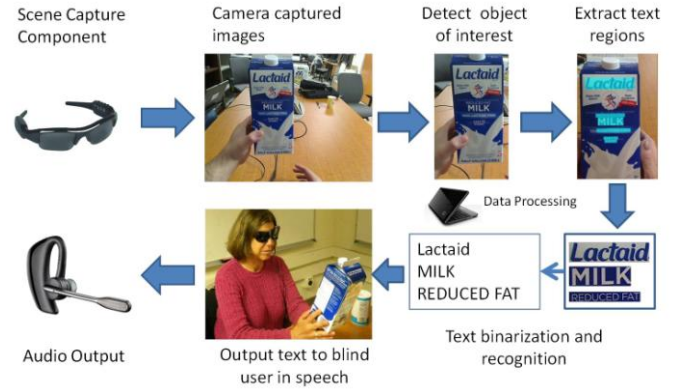 Scene Capture
Component
Camera captured
images
Detect object
of interest
Extract text
regions
Lactaid
MILK
Lactaid
MILK
Lactaid
MILK
Data Processing
Lactaid
MILK
REDUCED FAT
Lactaid
MILK
REDUCED FAT
Audio Output
Output text to blind
user in speech
Text binarization and
recognition